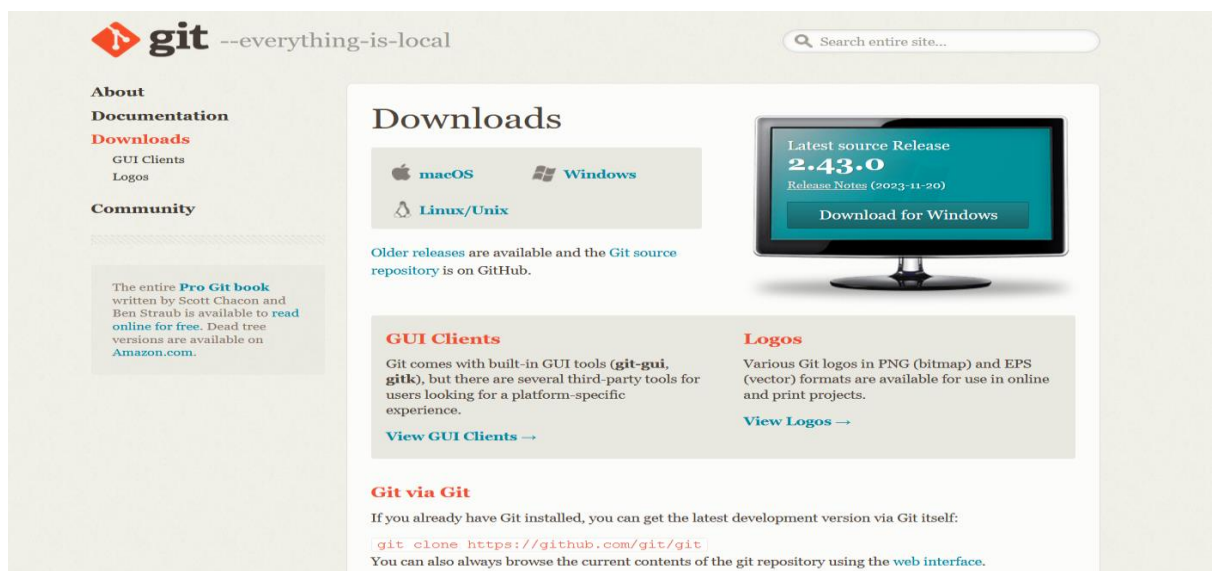 git --everything-is-local
Search entire site...
About
Documentation
Downloads
GUI Clients
Logos
Community
The entire Pro Git book
written by Scott Chacon and
Ben Straub is available to read
online for free. Dead tree
versions are available on
Amazon.com.
Downloads
macOS
Windows
Linux/Unix
Older releases are available and the Git source
repository is on GitHub.
Latest source Release
2.43.0
Release Notes (2023-11-20)
Download for Windows
GUI Clients
Git comes with built-in GUI tools (git-gui,
gitk), but there are several third-party tools for
users looking for a platform-specific
experience.
View GUI Clients →
Logos
Various Git logos in PNG (bitmap) and EPS
(vector) formats are available for use in online
and print projects.
View Logos →
Git via Git
If you already have Git installed, you can get the latest development version via Git itself:
git clone https://github.com/git/git
You can also always browse the current contents of the git repository using the web interface.